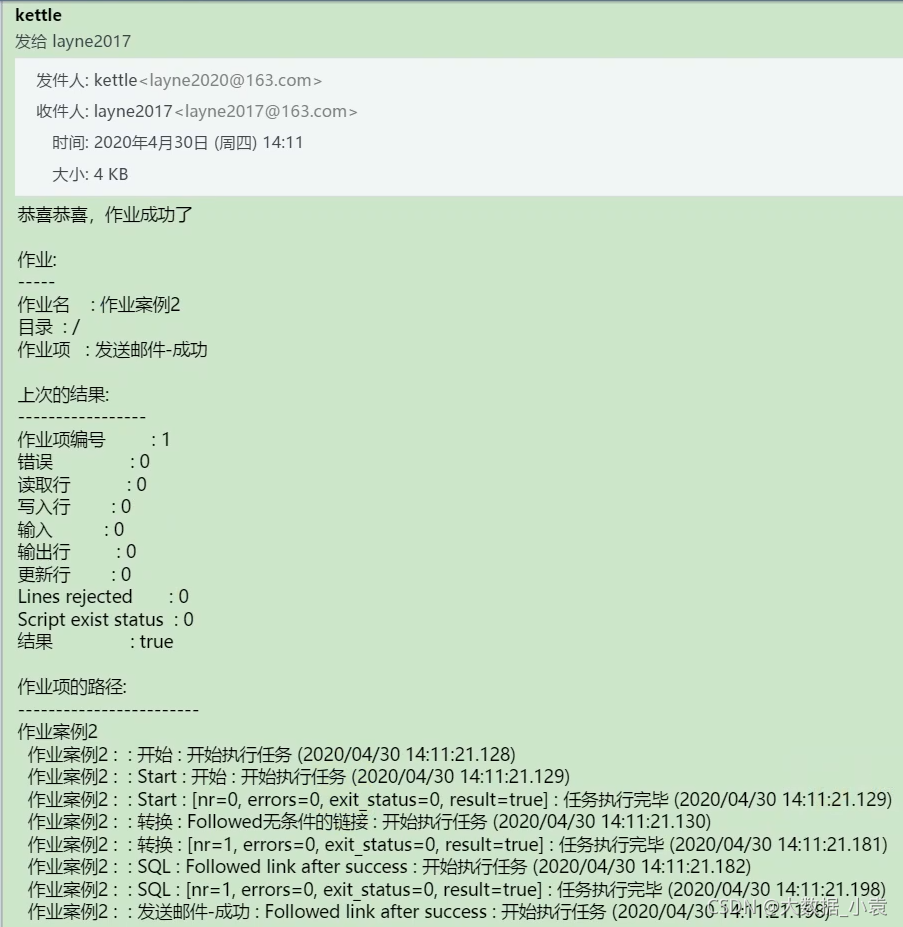 kettle
发给 layne2017
发件人: kettle<layne2020@163.com>
收件人: layne2017<layne2017@163.com>
时间: 2020年4月30日 (周四) 14:11
大小: 4 KB
恭喜恭喜，作业成功了
作业:
-----
作业名 : 作业案例2
目录 : /
作业项 : 发送邮件-成功
上次的结果:
-----------------
作业项编号 : 1
错误 : 0
读取行 : 0
写入行 : 0
输入 : 0
输出行 : 0
更新行 : 0
Lines rejected : 0
Script exist status : 0
结果 : true
作业项的路径:
------------------------
作业案例2
作业案例2 : : 开始 : 开始执行任务 (2020/04/30 14:11:21.128)
作业案例2 : : Start : 开始 : 开始执行任务 (2020/04/30 14:11:21.129)
作业案例2 : : Start : [nr=0, errors=0, exit_status=0, result=true] : 任务执行完毕 (2020/04/30 14:11:21.129)
作业案例2 : : 转换 : Followed无条件的链接 : 开始执行任务 (2020/04/30 14:11:21.130)
作业案例2 : : 转换 : [nr=1, errors=0, exit_status=0, result=true] : 任务执行完毕 (2020/04/30 14:11:21.181)
作业案例2 : : SQL : Followed link after success : 开始执行任务 (2020/04/30 14:11:21.182)
作业案例2 : : SQL : [nr=1, errors=0, exit_status=0, result=true] : 任务执行完毕 (2020/04/30 14:11:21.198)
作业案例2 : : 发送邮件-成功 : Followed link after success : 开始执行任务 (2020/04/30 14:11:21.198)
CSDN @大数据_小袁